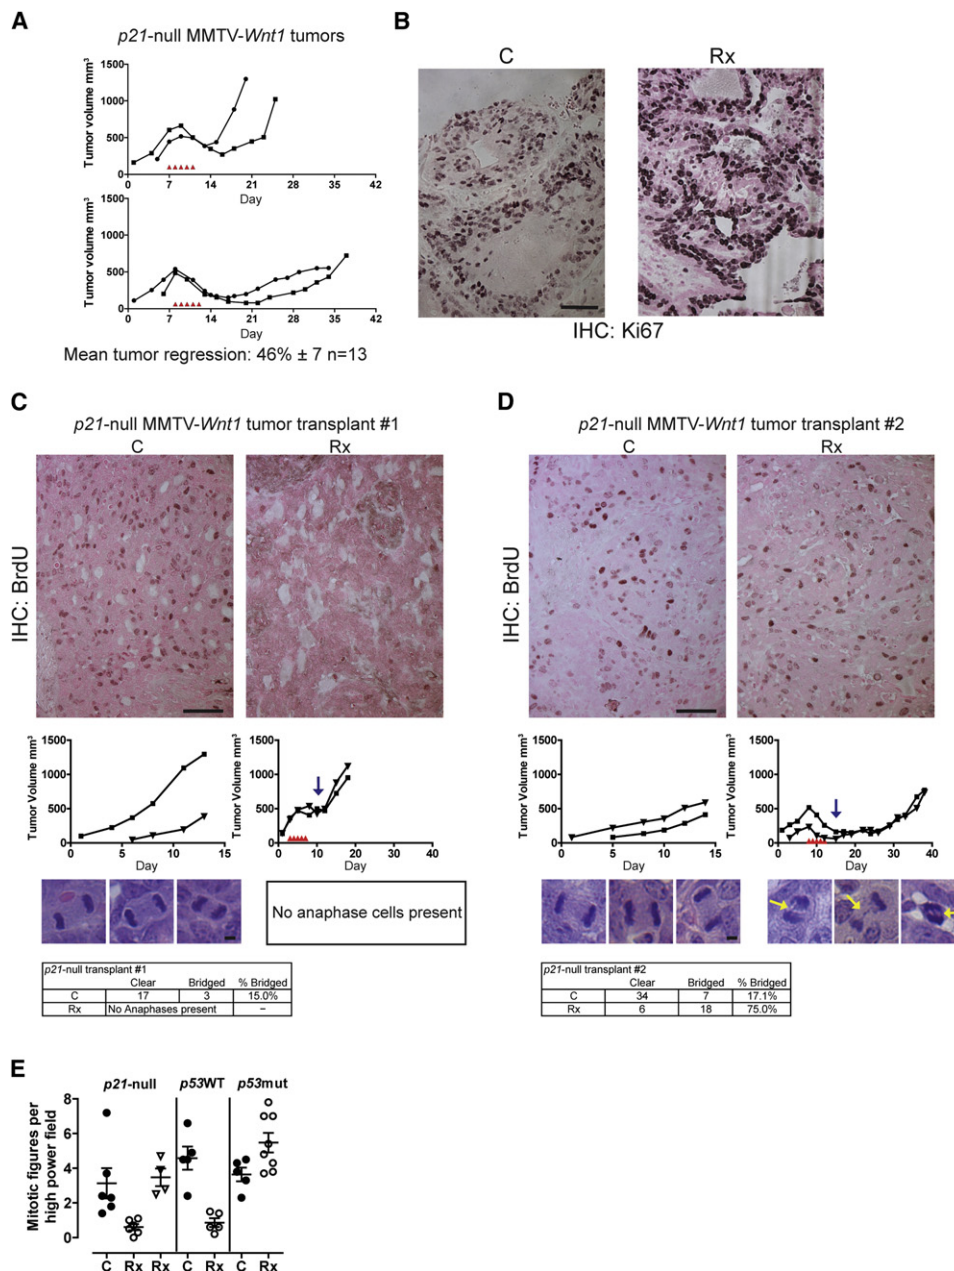 A
p21-null MMTV-Wnt1 tumors
Tumor volume mm³
1500
1000
500
0
0 7 14 21 28 35 42
Day
Tumor volume mm³
1500
1000
500
0
0 7 14 21 28 35 42
Day
Mean tumor regression: 46% ± 7 n=13
B
C Rx
IHC: Ki67
C
p21-null MMTV-Wnt1 tumor transplant #1
C Rx
IHC: BrdU
Tumor Volume mm³
1500
1000
500
0
0 5 10 15
Day
Tumor Volume mm³
1500
1000
500
0
0 10 20 30 40
Day
No anaphase cells present
p21-null transplant #1
Clear Bridged % Bridged
C 17 3 15.0%
Rx No Anaphases present –
D
p21-null MMTV-Wnt1 tumor transplant #2
C Rx
IHC: BrdU
Tumor Volume mm³
1500
1000
500
0
0 5 10 15
Day
Tumor Volume mm³
1500
1000
500
0
0 10 20 30 40
Day
p21-null transplant #2
Clear Bridged % Bridged
C 34 7 17.1%
Rx 6 18 75.0%
E
p21-null p53WT p53mut
Mitotic figures per
high power field
8
6
4
2
0
C Rx Rx C Rx C Rx